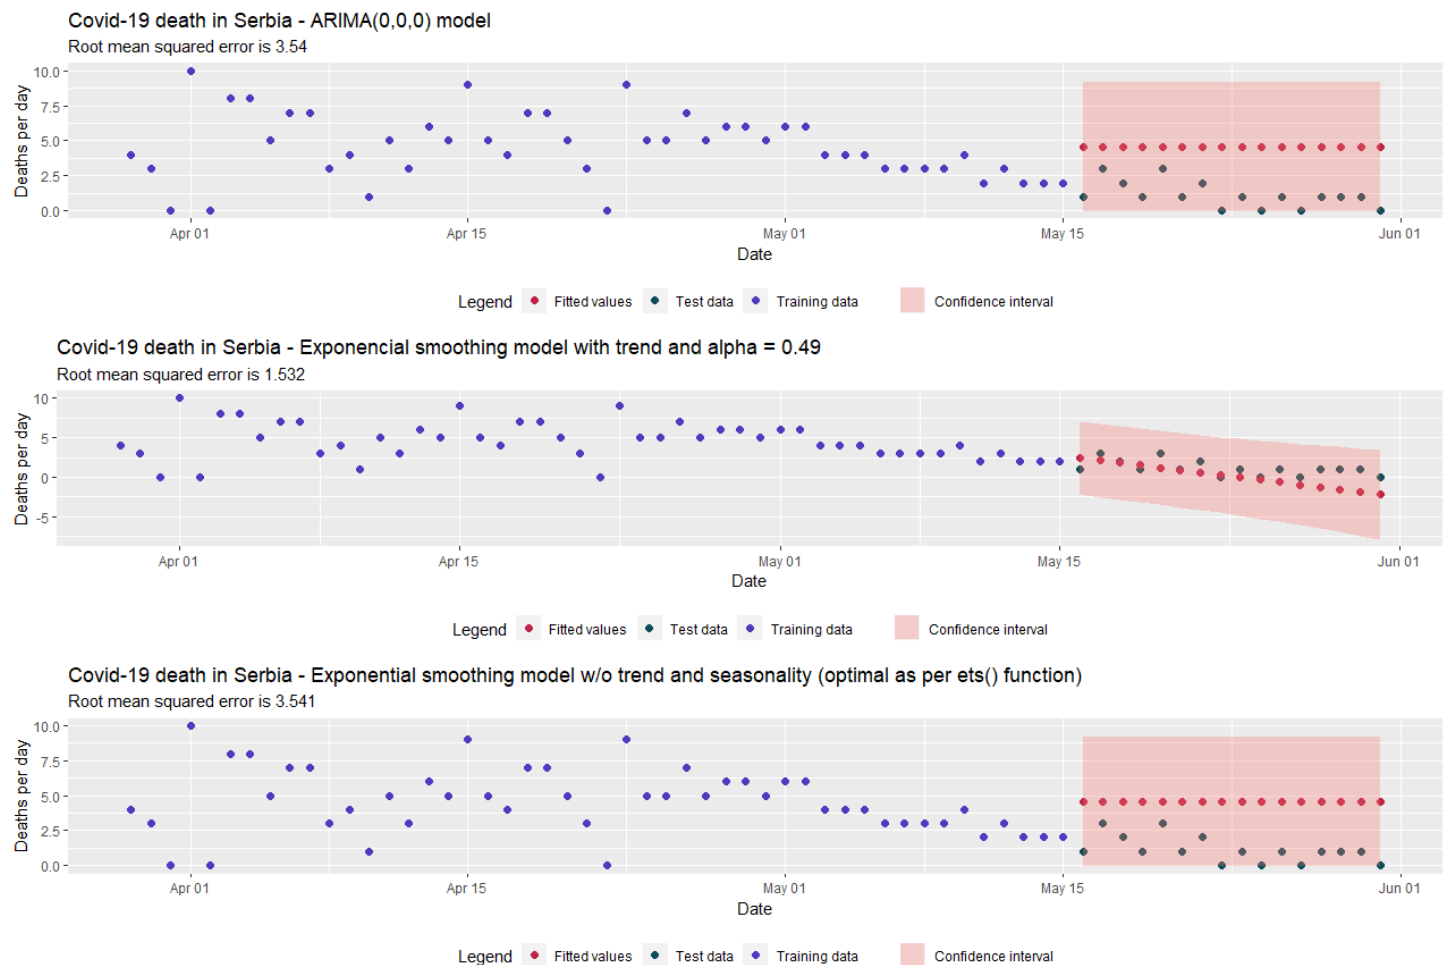 Covid-19 death in Serbia - ARIMA(0,0,0) model
Root mean squared error is 3.54
Deaths per day
10.0
7.5
5.0
2.5
0.0
Apr 01 Apr 15 May 01 May 15 Jun 01
Date
Legend Fitted values Test data Training data Confidence interval
Covid-19 death in Serbia - Exponencial smoothing model with trend and alpha = 0.49
Root mean squared error is 1.532
Deaths per day
10
5
0
-5
Apr 01 Apr 15 May 01 May 15 Jun 01
Date
Legend Fitted values Test data Training data Confidence interval
Covid-19 death in Serbia - Exponential smoothing model w/o trend and seasonality (optimal as per ets() function)
Root mean squared error is 3.541
Deaths per day
10.0
7.5
5.0
2.5
0.0
Apr 01 Apr 15 May 01 May 15 Jun 01
Date
Legend Fitted values Test data Training data Confidence interval